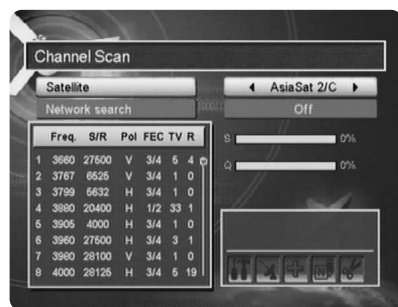 Channel Scan
Satellite
AsiaSat 2/C
Network search
Off
Freq. S/R Pol FEC TV R
1 3660 27500 V 3/4 5 4
2 3767 6525 V 3/4 1 0
3 3799 5632 H 3/4 1 0
4 3880 20400 H 1/2 33 1
5 3905 4000 H 3/4 1 0
6 3960 27500 H 3/4 3 1
7 3980 28100 V 3/4 1 0
8 4000 28125 H 3/4 5 19
S 0%
Q 0%